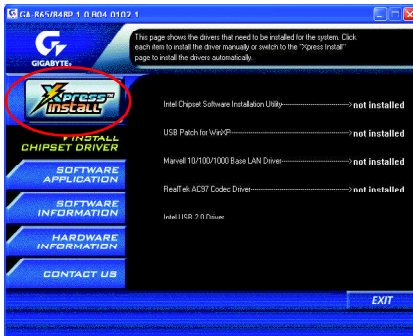 GA-865/848P 1.0 B04.0102.1
GIGABYTE
This page shows the drivers that need to be installed for the system. Click
each item to install the driver manually or switch to the "Xpress Install"
page to install the drivers automatically.
Xpress™
INSTALL
INSTALL
CHIPSET DRIVER
SOFTWARE
APPLICATION
SOFTWARE
INFORMATION
HARDWARE
INFORMATION
CONTACT US
Intel Chipset Software Installation Utility not installed
USB Patch for WinXP not installed
Marvell 10/100/1000 Base LAN Driver not installed
RealTek AC97 Codec Driver not installed
Intel USB 2.0 Driver
EXIT